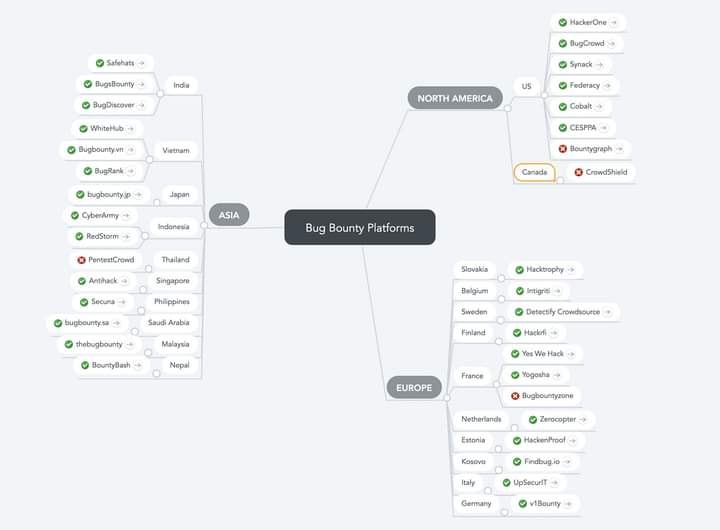 Bug Bounty Platforms
NORTH AMERICA
US
HackerOne
BugCrowd
Synack
Federacy
Cobalt
CESPPA
Bountygraph
Canada
CrowdShield
ASIA
India
Safehats
BugsBounty
BugDiscover
Vietnam
WhiteHub
Bugbounty.vn
BugRank
Japan
bugbounty.jp
Indonesia
CyberArmy
RedStorm
Thailand
PentestCrowd
Singapore
Antihack
Philippines
Secuna
Saudi Arabia
bugbounty.sa
Malaysia
thebugbounty
Nepal
BountyBash
EUROPE
Slovakia
Hacktrophy
Belgium
Intigriti
Sweden
Detectify Crowdsource
Finland
Hackrfi
France
Yes We Hack
Yogosha
Bugbountyzone
Netherlands
Zerocopter
Estonia
HackenProof
Kosovo
Findbug.io
Italy
UpSecurIT
Germany
v1Bounty